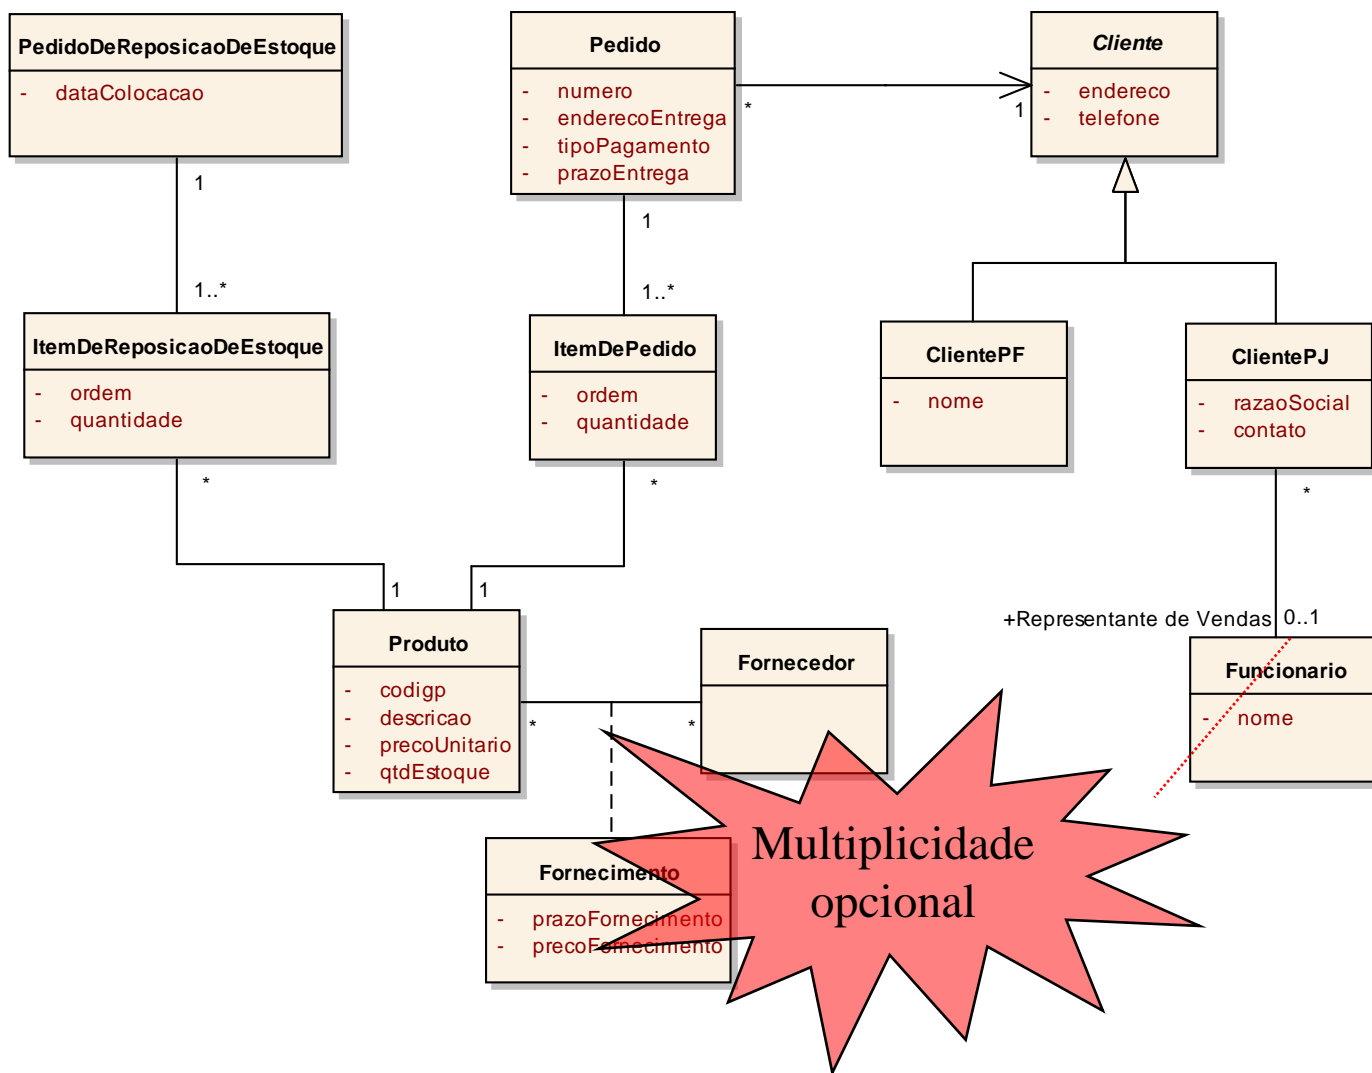 PedidoDeReposicaoDeEstoque
- dataColocacao
1
1..*
Pedido
- numero
- enderecoEntrega
- tipoPagamento
- prazoEntrega
*
1
Cliente
- endereco
- telefone
1
1..*
ItemDeReposicaoDeEstoque
- ordem
- quantidade
*
1
ItemDePedido
- ordem
- quantidade
*
1
ClientePF
- nome
ClientePJ
- razaoSocial
- contato
*
+Representante de Vendas 0..1
Produto
- codigp
- descricao
- precoUnitario
- qtdEstoque
*
*
Fornecedor
Funcionario
- nome
Fornecimento
- prazoFornecimento
- precoFornecimento
Multiplicidade
opcional